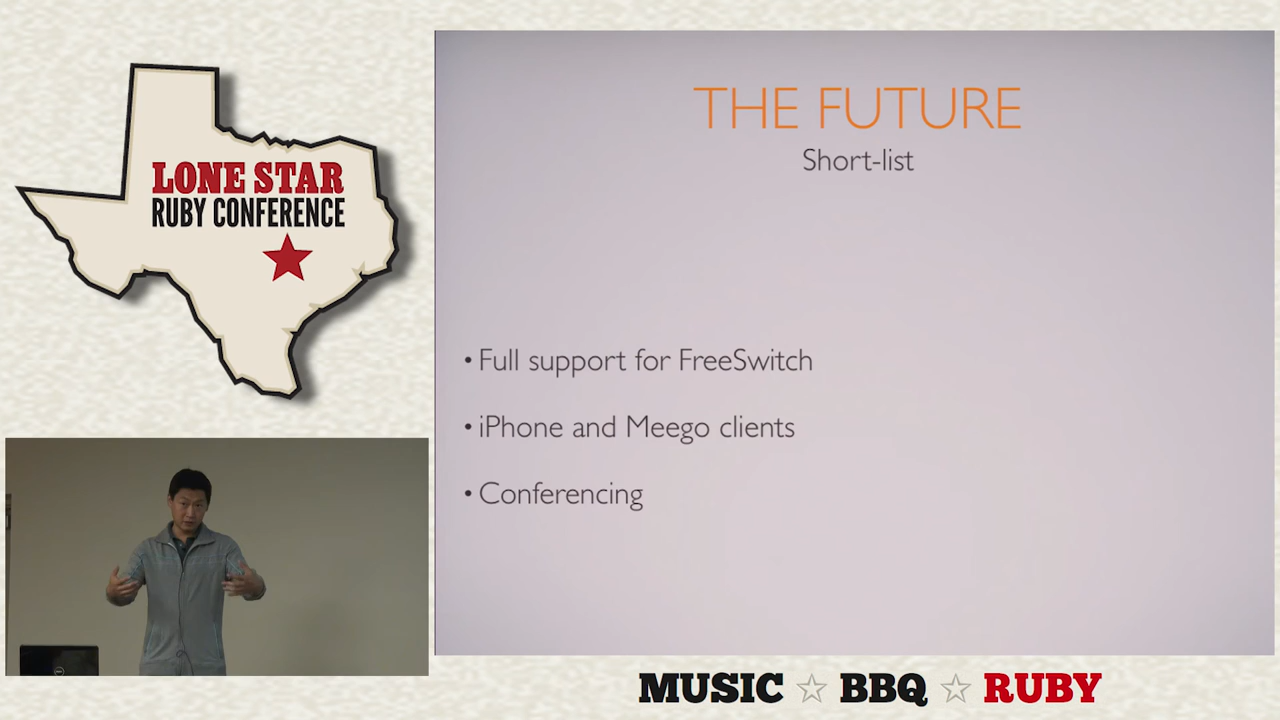 LONE STAR
RUBY CONFERENCE
THE FUTURE
Short-list
• Full support for FreeSwitch
• iPhone and Meego clients
• Conferencing
MUSIC ☆ BBQ ☆ RUBY